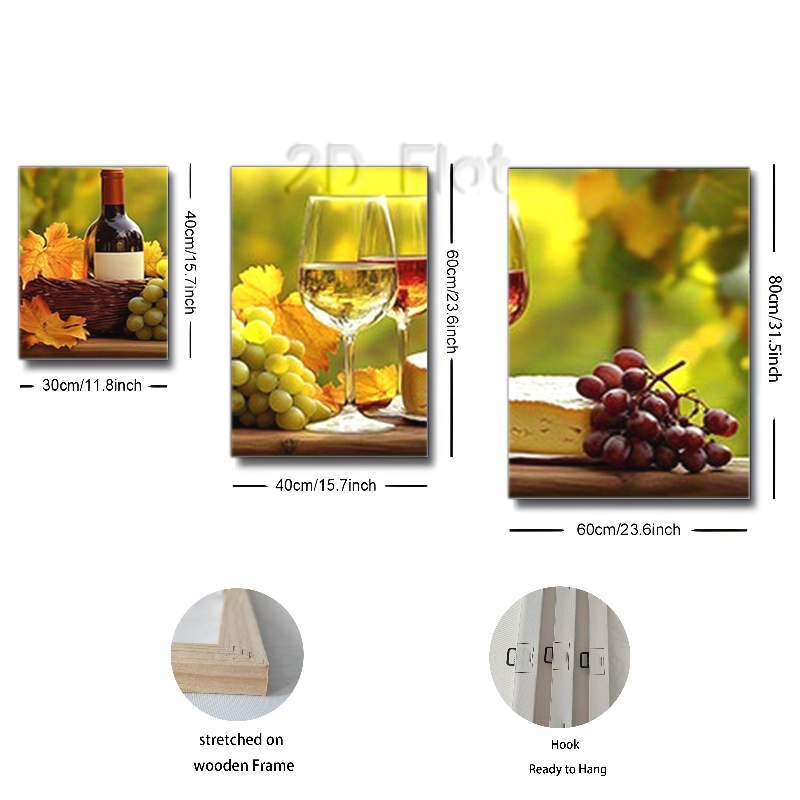 2D Flat
40cm/15.7inch
30cm/11.8inch
60cm/23.6inch
40cm/15.7inch
80cm/31.5inch
60cm/23.6inch
stretched on
wooden Frame
Hook
Ready to Hang